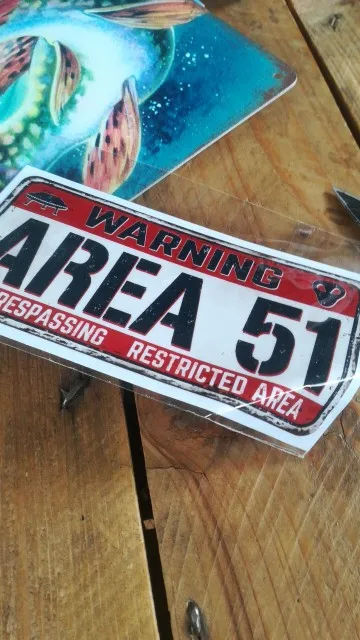 WARNING
AREA 51
RESPASSING RESTRICTED AREA